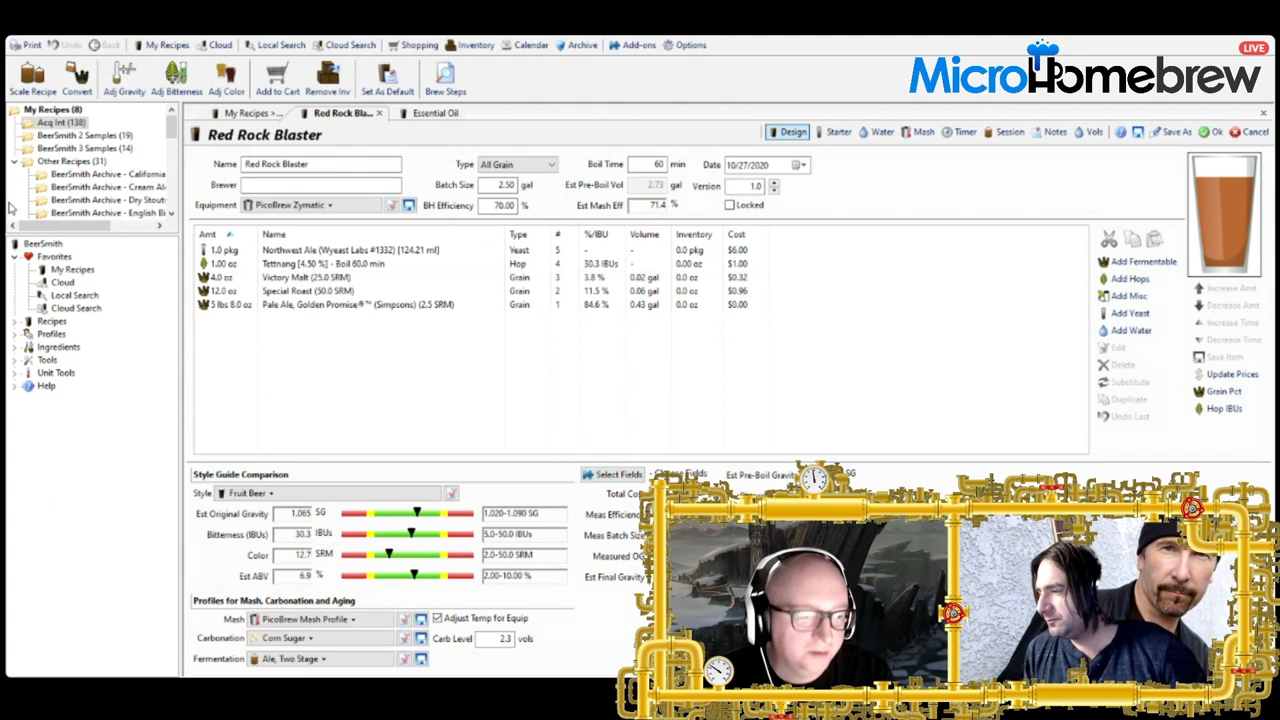 Print Undo Back My Recipes Cloud Local Search Cloud Search Shopping Inventory Calendar Archive Add-ons Options
LIVE
MicroHomebrew
Scale Recipe Convert Adj Gravity Adj Bitterness Adj Color Add to Cart Remove Inv Set As Default Brew Steps
My Recipes (8)
Acq Int (138)
BeerSmith 2 Samples (19)
BeerSmith 3 Samples (14)
Other Recipes (31)
BeerSmith Archive - California
BeerSmith Archive - Cream Al
BeerSmith Archive - Dry Stout
BeerSmith Archive - English Bi
BeerSmith
Favorites
My Recipes
Cloud
Local Search
Cloud Search
Recipes
Profiles
Ingredients
Tools
Unit Tools
Help
My Recipes >... Red Rock Bla... Essential Oil
Red Rock Blaster
Design Starter Water Mash Timer Session Notes Vols Save As Ok Cancel
Name Red Rock Blaster Type All Grain Boil Time 60 min Date 10/27/2020
Brewer Batch Size 2.50 gal Est Pre-Boil Vol 2.73 gal Version 1.0
Equipment PicoBrew Zymatic BH Efficiency 70.00 % Est Mash Eff 71.4 % Locked
Amt Name Type # %/IBU Volume Inventory Cost
1.0 pkg Northwest Ale (Wyeast Labs #1332) [124.21 ml] Yeast 5 - - 0.0 pkg $6.00
1.00 oz Tettnang [4.50 %] - Boil 60.0 min Hop 4 30.3 IBUs - 0.00 oz $1.00
4.0 oz Victory Malt (25.0 SRM) Grain 3 3.8 % 0.02 gal 0.0 oz $0.32
12.0 oz Special Roast (50.0 SRM) Grain 2 11.5 % 0.06 gal 0.0 oz $0.96
5 lbs 8.0 oz Pale Ale, Golden Promise®™ (Simpsons) (2.5 SRM) Grain 1 84.6 % 0.43 gal 0.0 oz $0.00
Add Fermentable
Add Hops
Add Misc
Add Yeast
Add Water
Edit
Delete
Substitute
Duplicate
Undo Last
Increase Amt
Decrease Amt
Increase Time
Decrease Time
Save Item
Update Prices
Grain Pct
Hop IBUs
Style Guide Comparison
Style Fruit Beer
Est Original Gravity 1.065 SG 1.020-1.090 SG
Bitterness (IBUs) 30.3 IBUs 5.0-50.0 IBUs
Color 12.7 SRM 2.0-50.0 SRM
Est ABV 6.9 % 2.00-10.00 %
Profiles for Mash, Carbonation and Aging
Mash PicoBrew Mash Profile Adjust Temp for Equip
Carbonation Corn Sugar Carb Level 2.3 vols
Fermentation Ale, Two Stage
Select Fields - Choose Fields Est Pre-Boil Gravity SG
Total Co
Meas Efficienc
Meas Batch Size
Measured OG
Est Final Gravity